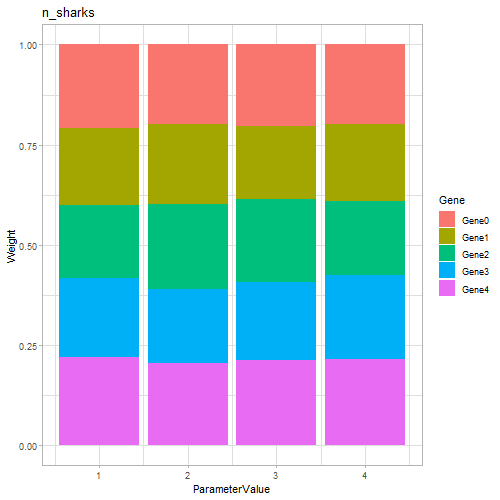 n_sharks
1.00
0.75
0.50
0.25
0.00
Weight
1 2 3 4
ParameterValue
Gene
Gene0
Gene1
Gene2
Gene3
Gene4